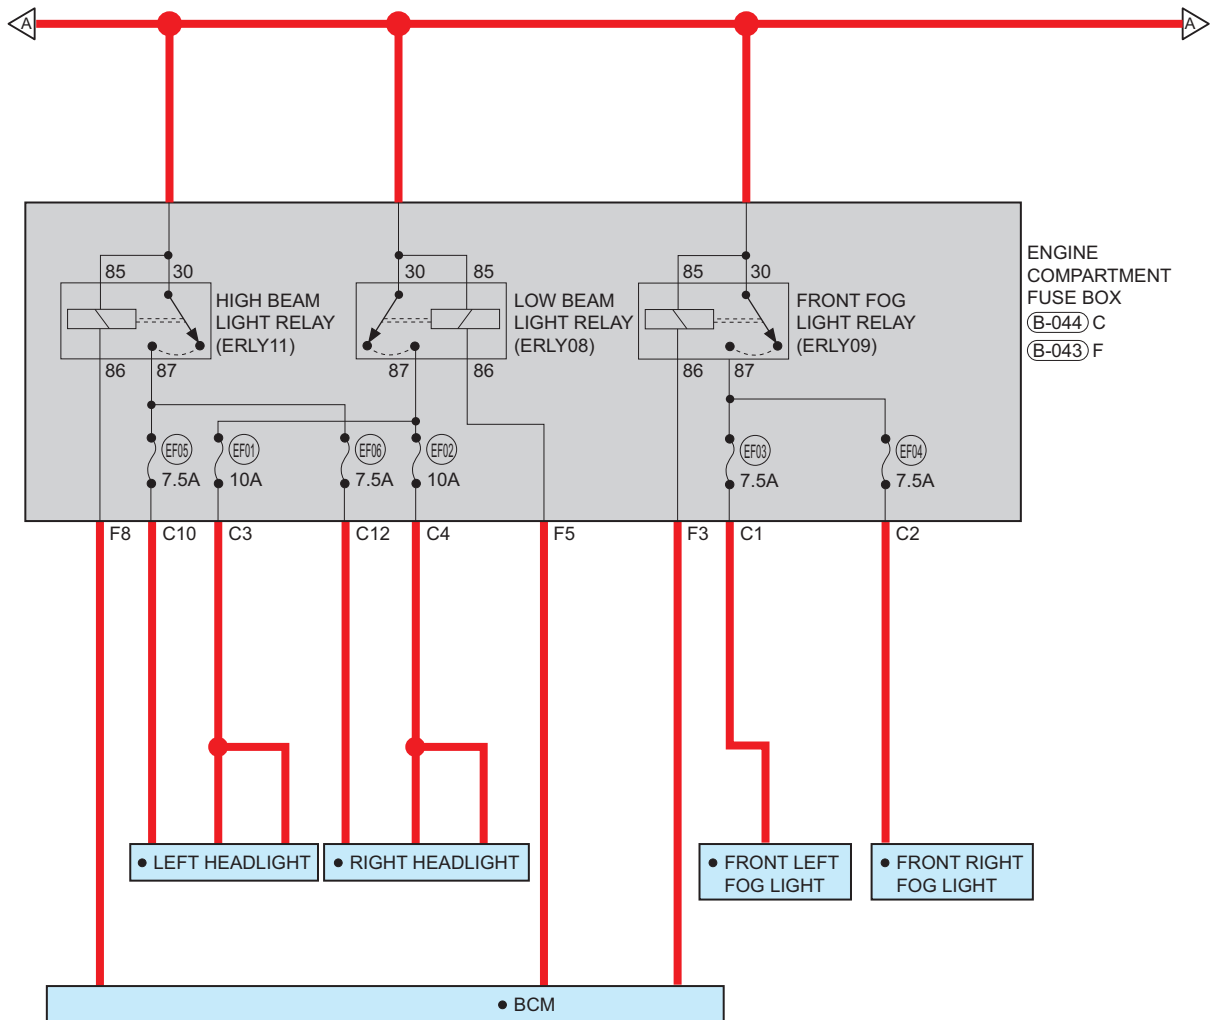 A
A
ENGINE
COMPARTMENT
FUSE BOX
B-044 C
B-043 F
85 30
30 85
85 30
HIGH BEAM
LIGHT RELAY
(ERLY11)
LOW BEAM
LIGHT RELAY
(ERLY08)
FRONT FOG
LIGHT RELAY
(ERLY09)
86 87
87 86
86 87
EF05
7.5A
EF01
10A
EF06
7.5A
EF02
10A
EF03
7.5A
EF04
7.5A
F8 C10 C3 C12 C4 F5 F3 C1 C2
• LEFT HEADLIGHT
• RIGHT HEADLIGHT
• FRONT LEFT
FOG LIGHT
• FRONT RIGHT
FOG LIGHT
• BCM